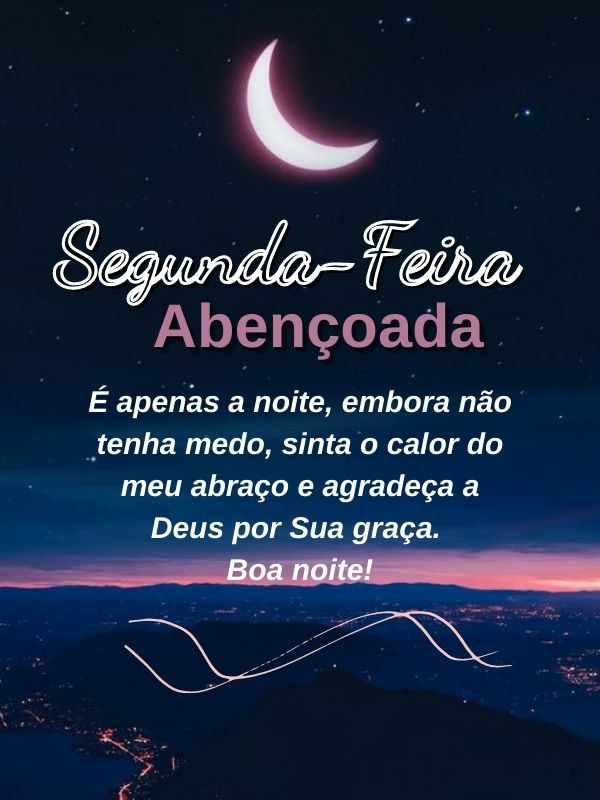 Segunda-Feira
Abençoada
É apenas a noite, embora não
tenha medo, sinta o calor do
meu abraço e agradeça a
Deus por Sua graça.
Boa noite!